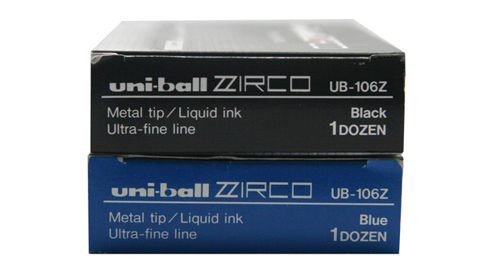 uni-ball ZIRCO UB-106Z
Metal tip/Liquid ink Black
Ultra-fine line 1DOZEN
uni-ball ZIRCO UB-106Z
Metal tip/Liquid ink Blue
Ultra-fine line 1DOZEN